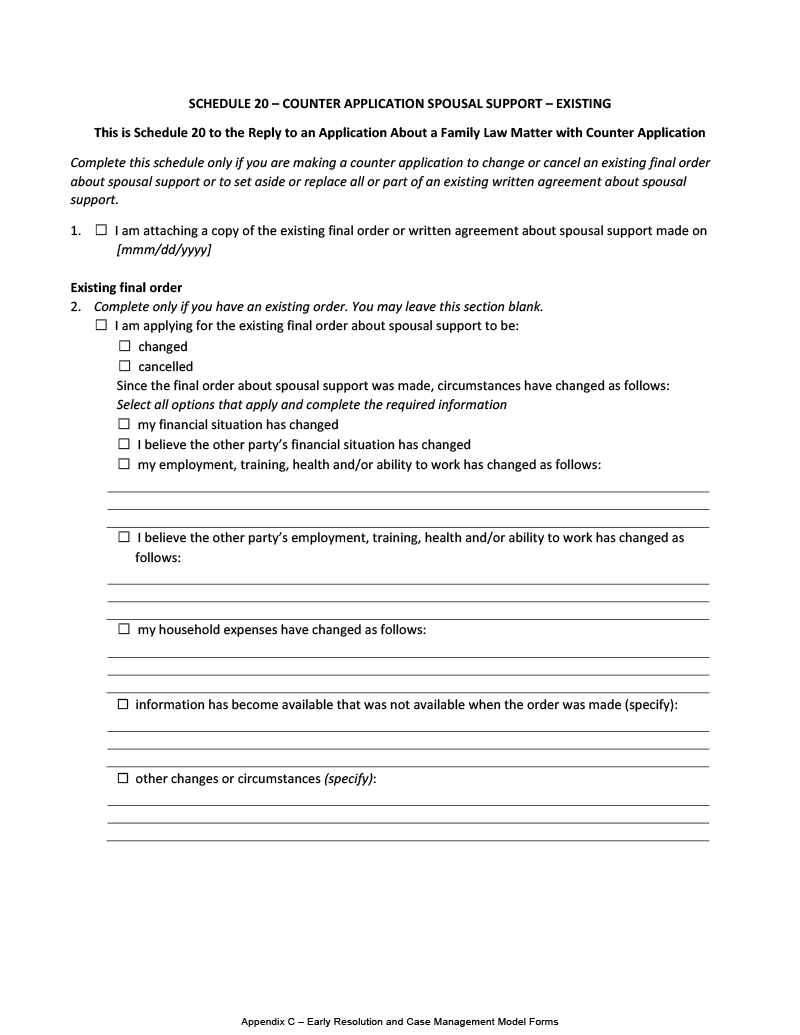 SCHEDULE 20 – COUNTER APPLICATION SPOUSAL SUPPORT – EXISTING
This is Schedule 20 to the Reply to an Application About a Family Law Matter with Counter Application
Complete this schedule only if you are making a counter application to change or cancel an existing final order
about spousal support or to set aside or replace all or part of an existing written agreement about spousal
support.
1. ☐ I am attaching a copy of the existing final order or written agreement about spousal support made on
[mmm/dd/yyyy]
Existing final order
2. Complete only if you have an existing order. You may leave this section blank.
☐ I am applying for the existing final order about spousal support to be:
☐ changed
☐ cancelled
Since the final order about spousal support was made, circumstances have changed as follows:
Select all options that apply and complete the required information
☐ my financial situation has changed
☐ I believe the other party’s financial situation has changed
☐ my employment, training, health and/or ability to work has changed as follows:
☐ I believe the other party’s employment, training, health and/or ability to work has changed as
follows:
☐ my household expenses have changed as follows:
☐ information has become available that was not available when the order was made (specify):
☐ other changes or circumstances (specify):
Appendix C – Early Resolution and Case Management Model Forms